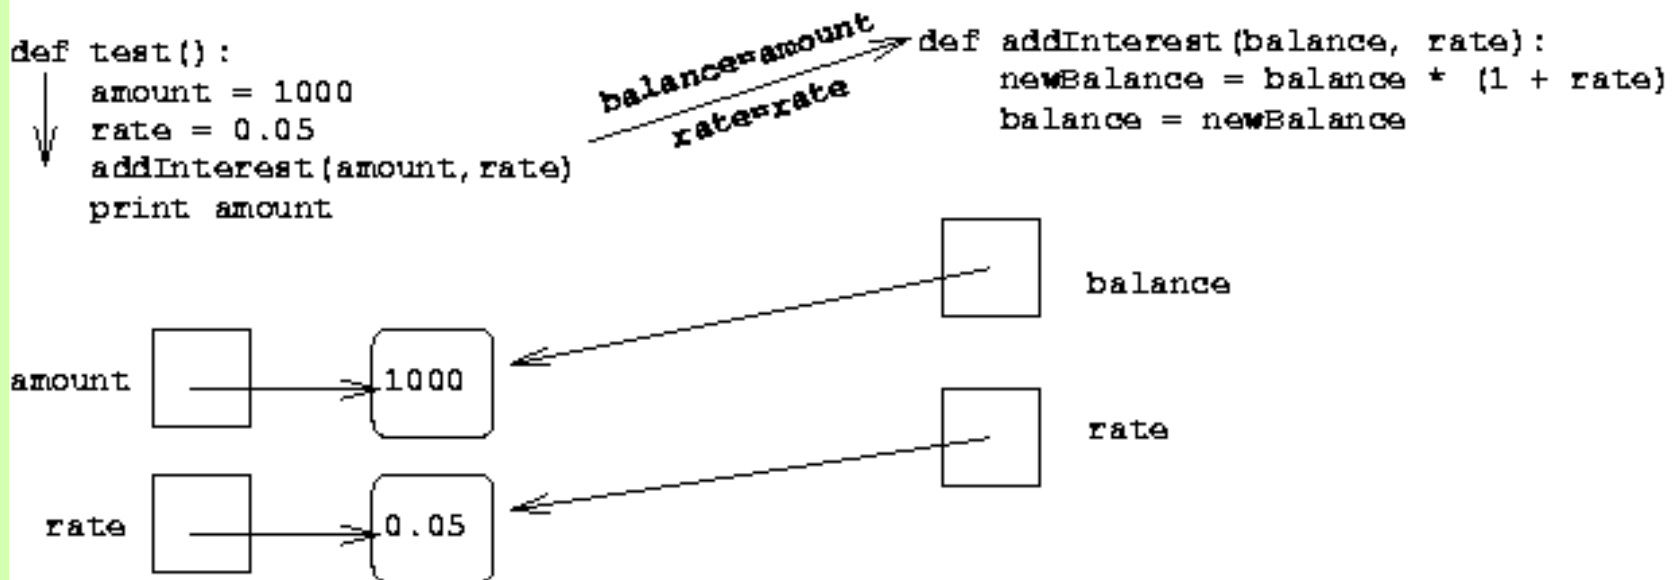 def test():
    amount = 1000
    rate = 0.05
    addInterest(amount,rate)
    print amount
balance=amount
rate=rate
def addInterest(balance, rate):
    newBalance = balance * (1 + rate)
    balance = newBalance
balance
amount
1000
rate
rate
0.05